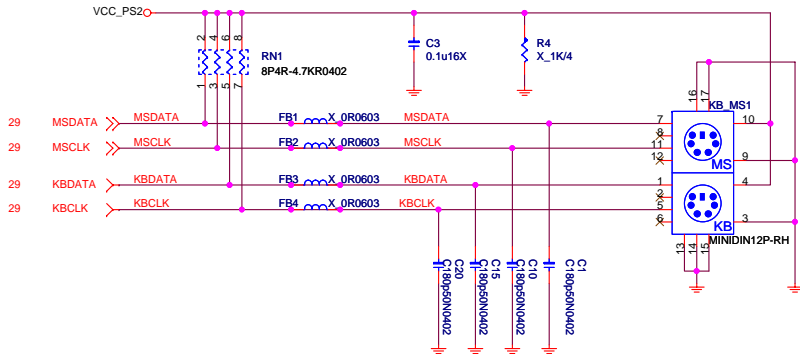 VCC_PS2
2 4 6 8
RN1
8P4R-4.7KR0402
1 3 5 7
C3
0.1u16X
R4
X_1K/4
16 17
KB_MS1
29 MSDATA MSDATA FB1 X_0R0603 MSDATA 7 10
8
29 MSCLK MSCLK FB2 X_0R0603 MSCLK 11
12 MS 9
29 KBDATA KBDATA FB3 X_0R0603 KBDATA 1 4
2
29 KBCLK KBCLK FB4 X_0R0603 KBCLK 5
6 KB 3
MINIDIN12P-RH
13 14 15
C20
C180p50N0402
C15
C180p50N0402
C10
C180p50N0402
C1
C180p50N0402